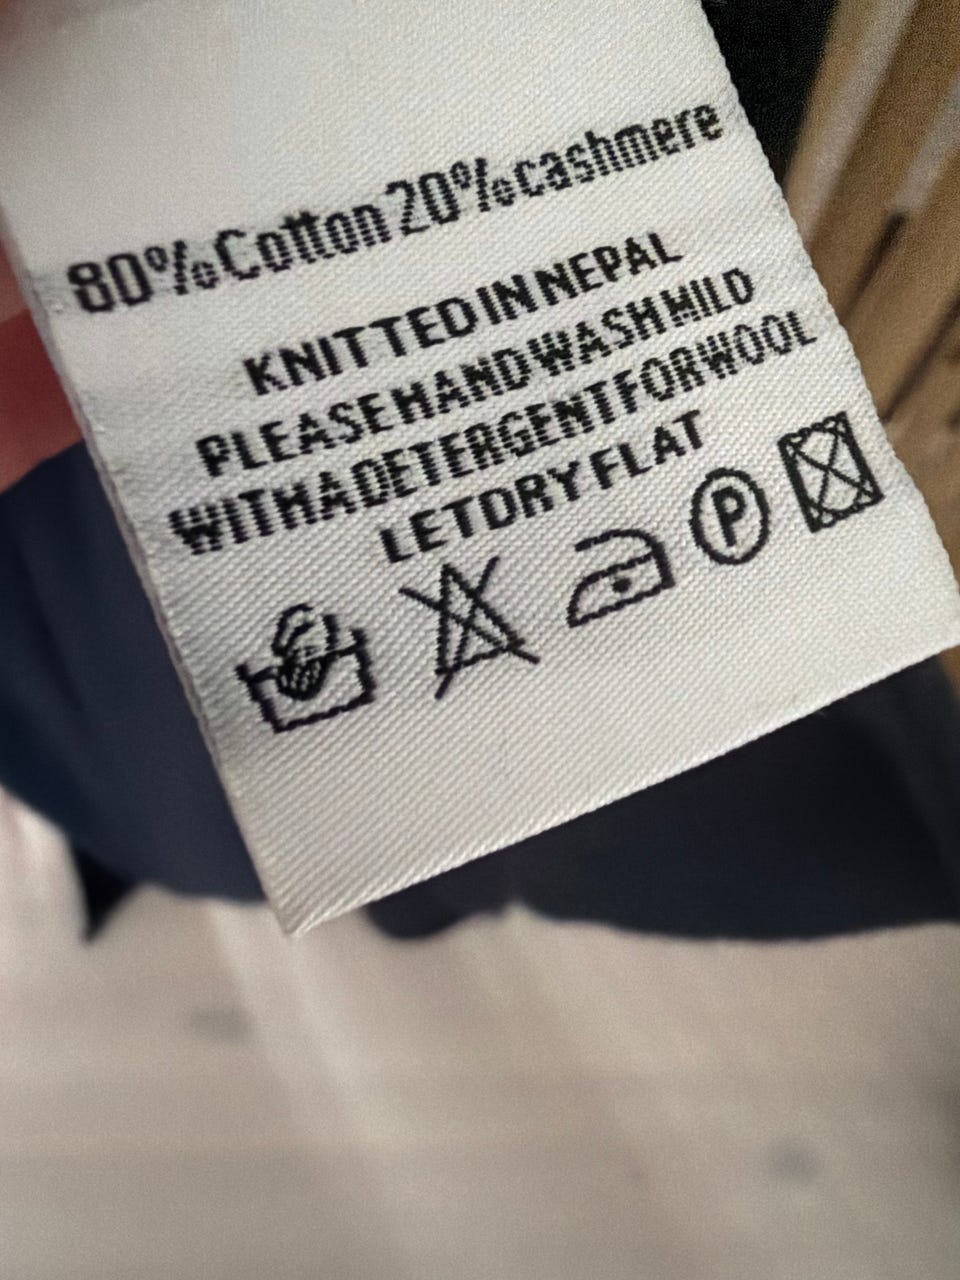 80% Cotton 20% cashmere
KNITTED IN NEPAL
PLEASE HAND WASH MILD
WITH A DETERGENT FOR WOOL
LET DRY FLAT
P